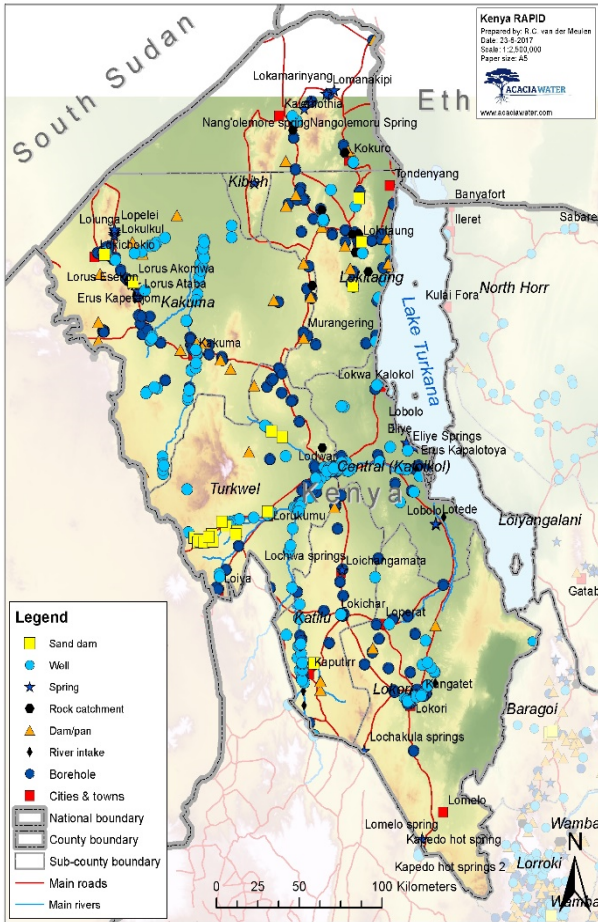 Kenya RAPID
Prepared by: R.C. van der Meulen
Date: 23-5-2017
Scale: 1:2,500,000
Paper size: A5
ACACIAWATER
www.acaciawater.com
South Sudan
Eth
Lokamarinyang
Lomanakipi
Kalemothia
Nang'olemore spring
Nangolemoru Spring
Kokuro
Kibish
Tondenyang
Banyafort
Lolunga
Lopelei
Lokulkul
Lokichokio
Ileret
Sabare
Lokitaung
Lorus Esekon
Lorus Akomwa
Lorus Ataba
Lokitaung
Erus Kapetejom
Kakuma
Kulai Fora
North Horr
Lake Turkana
Murangering
Kakuma
Lokwa Kalokol
Lobolo
Eliye
Eliye Springs
Erus Kapalotoya
Lodwar
Central (Kalokol)
Turkwel
Kenya
Lobolo
Lotede
Lorukumu
Loiyangalani
Lochwa springs
Loichangamata
Loiya
Gatab
Lokichar
Katilu
Loperat
Kaputirr
Lokori
Kangatet
Lokori
Baragoi
Lochakula springs
Lomelo
Lomelo spring
Kapedo hot spring
Wamba
Kapedo hot springs 2
Lorroki
Wamba
N
Legend
Sand dam
Well
Spring
Rock catchment
Dam/pan
River intake
Borehole
Cities & towns
National boundary
County boundary
Sub-county boundary
Main roads
Main rivers
0 25 50 100 Kilometers